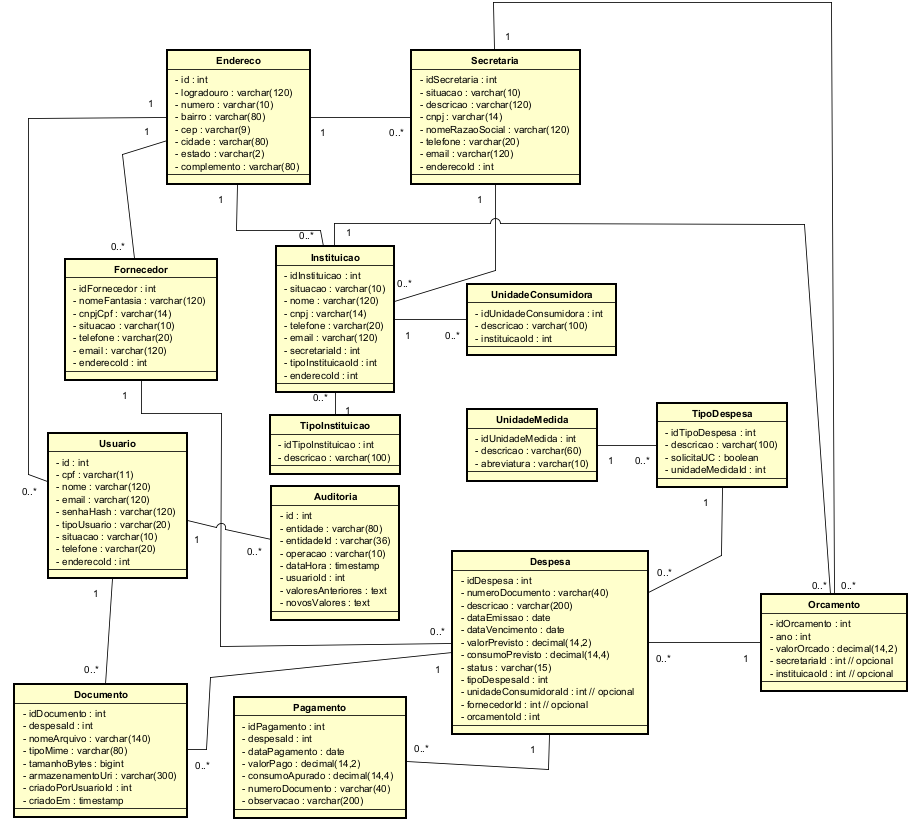 1
Endereco
- id : int
- logradouro : varchar(120)
- numero : varchar(10)
- bairro : varchar(80)
- cep : varchar(9)
- cidade : varchar(80)
- estado : varchar(2)
- complemento : varchar(80)
Secretaria
- idSecretaria : int
- situacao : varchar(10)
- descricao : varchar(120)
- cnpj : varchar(14)
- nomeRazaoSocial : varchar(120)
- telefone : varchar(20)
- email : varchar(120)
- enderecoId : int
1
1
1
0..*
1
1
0..*
0..*
1
Fornecedor
- idFornecedor : int
- nomeFantasia : varchar(120)
- cnpjCpf : varchar(14)
- situacao : varchar(10)
- telefone : varchar(20)
- email : varchar(120)
- enderecoId : int
Instituicao
- idInstituicao : int
- situacao : varchar(10)
- nome : varchar(120)
- cnpj : varchar(14)
- telefone : varchar(20)
- email : varchar(120)
- secretariaId : int
- tipoInstituicaoId : int
- enderecoId : int
0..*
UnidadeConsumidora
- idUnidadeConsumidora : int
- descricao : varchar(100)
- instituicaoId : int
1
0..*
1
0..*
1
TipoInstituicao
- idTipoInstituicao : int
- descricao : varchar(100)
UnidadeMedida
- idUnidadeMedida : int
- descricao : varchar(60)
- abreviatura : varchar(10)
1
0..*
TipoDespesa
- idTipoDespesa : int
- descricao : varchar(100)
- solicitaUC : boolean
- unidadeMedidaId : int
1
0..*
Usuario
- id : int
- cpf : varchar(11)
- nome : varchar(120)
- email : varchar(120)
- senhaHash : varchar(120)
- tipoUsuario : varchar(20)
- situacao : varchar(10)
- telefone : varchar(20)
- enderecoId : int
1
0..*
Auditoria
- id : int
- entidade : varchar(80)
- entidadeId : varchar(36)
- operacao : varchar(10)
- dataHora : timestamp
- usuarioId : int
- valoresAnteriores : text
- novosValores : text
1
0..*
Despesa
- idDespesa : int
- numeroDocumento : varchar(40)
- descricao : varchar(200)
- dataEmissao : date
- dataVencimento : date
- valorPrevisto : decimal(14,2)
- consumoPrevisto : decimal(14,4)
- status : varchar(15)
- tipoDespesaId : int
- unidadeConsumidoraId : int // opcional
- fornecedorId : int // opcional
- orcamentoId : int
0..*
0..*
1
0..*
1
0..*
0..*
Orcamento
- idOrcamento : int
- ano : int
- valorOrcado : decimal(14,2)
- secretariaId : int // opcional
- instituicaoId : int // opcional
Documento
- idDocumento : int
- despesaId : int
- nomeArquivo : varchar(140)
- tipoMime : varchar(80)
- tamanhoBytes : bigint
- armazenamentoUri : varchar(300)
- criadoPorUsuarioId : int
- criadoEm : timestamp
0..*
Pagamento
- idPagamento : int
- despesaId : int
- dataPagamento : date
- valorPago : decimal(14,2)
- consumoApurado : decimal(14,4)
- numeroDocumento : varchar(40)
- observacao : varchar(200)
0..*
1